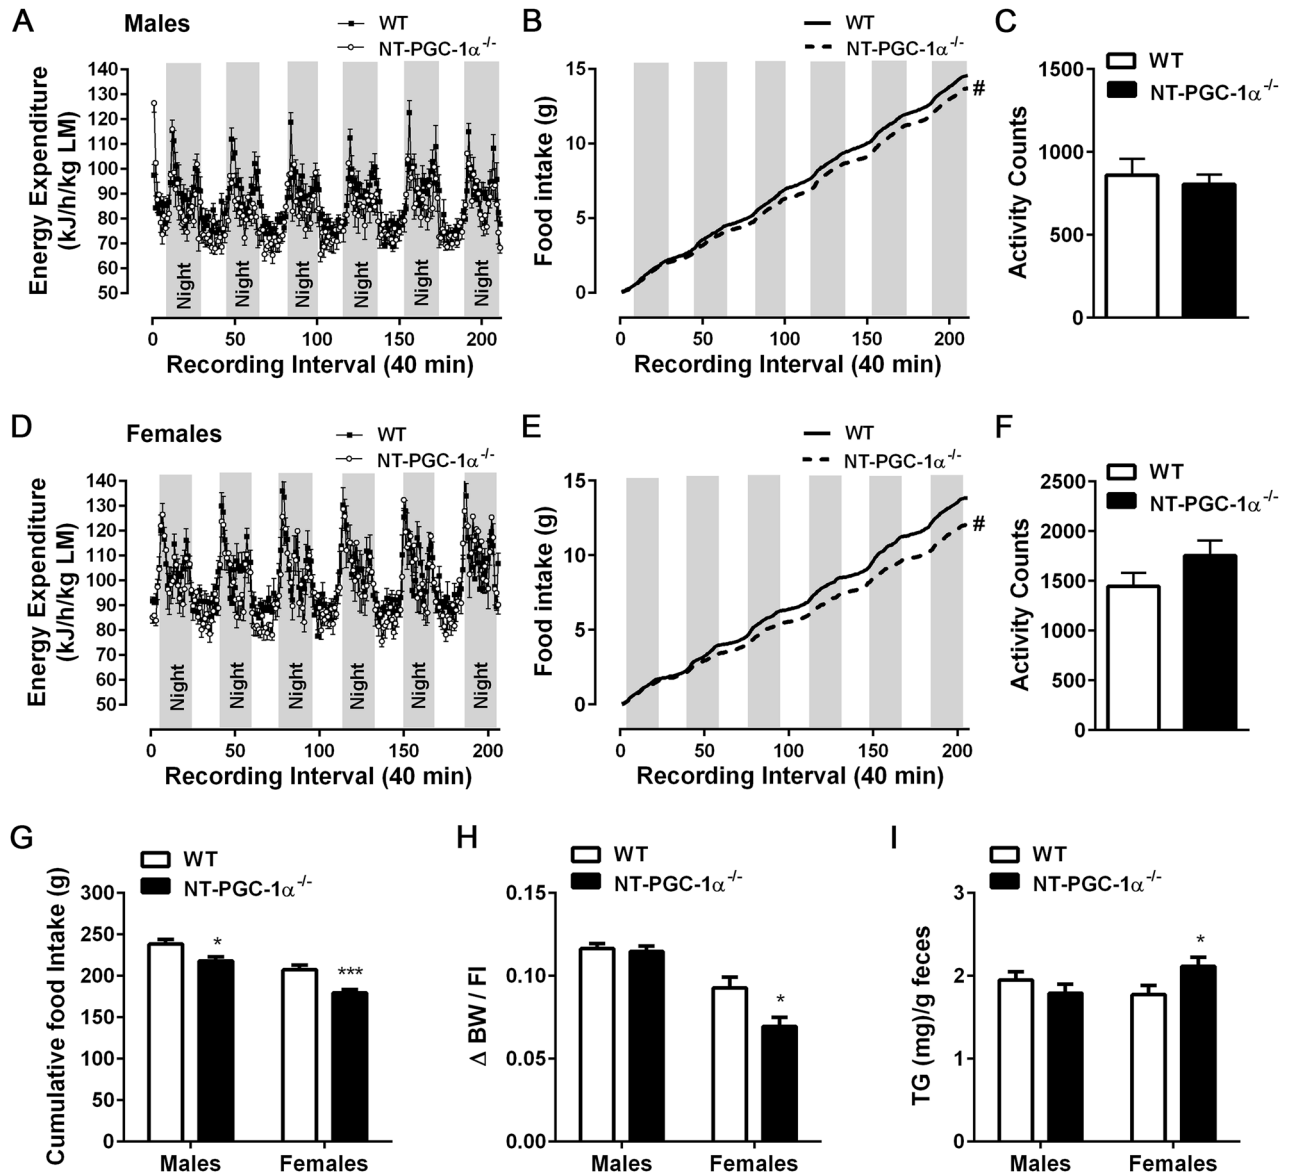 A
Males
WT
NT-PGC-1α-/-
Energy Expenditure
(kJ/h/kg LM)
140
130
120
110
100
90
80
70
60
50
Night
Night
Night
Night
Night
Night
0
50
100
150
200
Recording Interval (40 min)
B
WT
NT-PGC-1α-/-
Food intake (g)
15
10
5
0
#
0
50
100
150
200
Recording Interval (40 min)
C
WT
NT-PGC-1α-/-
Activity Counts
1500
1000
500
0
D
Females
WT
NT-PGC-1α-/-
Energy Expenditure
(kJ/h/kg LM)
140
130
120
110
100
90
80
70
60
50
Night
Night
Night
Night
Night
Night
0
50
100
150
200
Recording Interval (40 min)
E
WT
NT-PGC-1α-/-
Food intake (g)
15
10
5
0
#
0
50
100
150
200
Recording Interval (40 min)
F
WT
NT-PGC-1α-/-
Activity Counts
2500
2000
1500
1000
500
0
G
WT
NT-PGC-1α-/-
Cumulative food Intake (g)
300
250
200
150
100
50
0
*
***
Males
Females
H
WT
NT-PGC-1α-/-
Δ BW / FI
0.15
0.10
0.05
0.00
*
Males
Females
I
WT
NT-PGC-1α-/-
TG (mg)/g feces
3
2
1
0
*
Males
Females